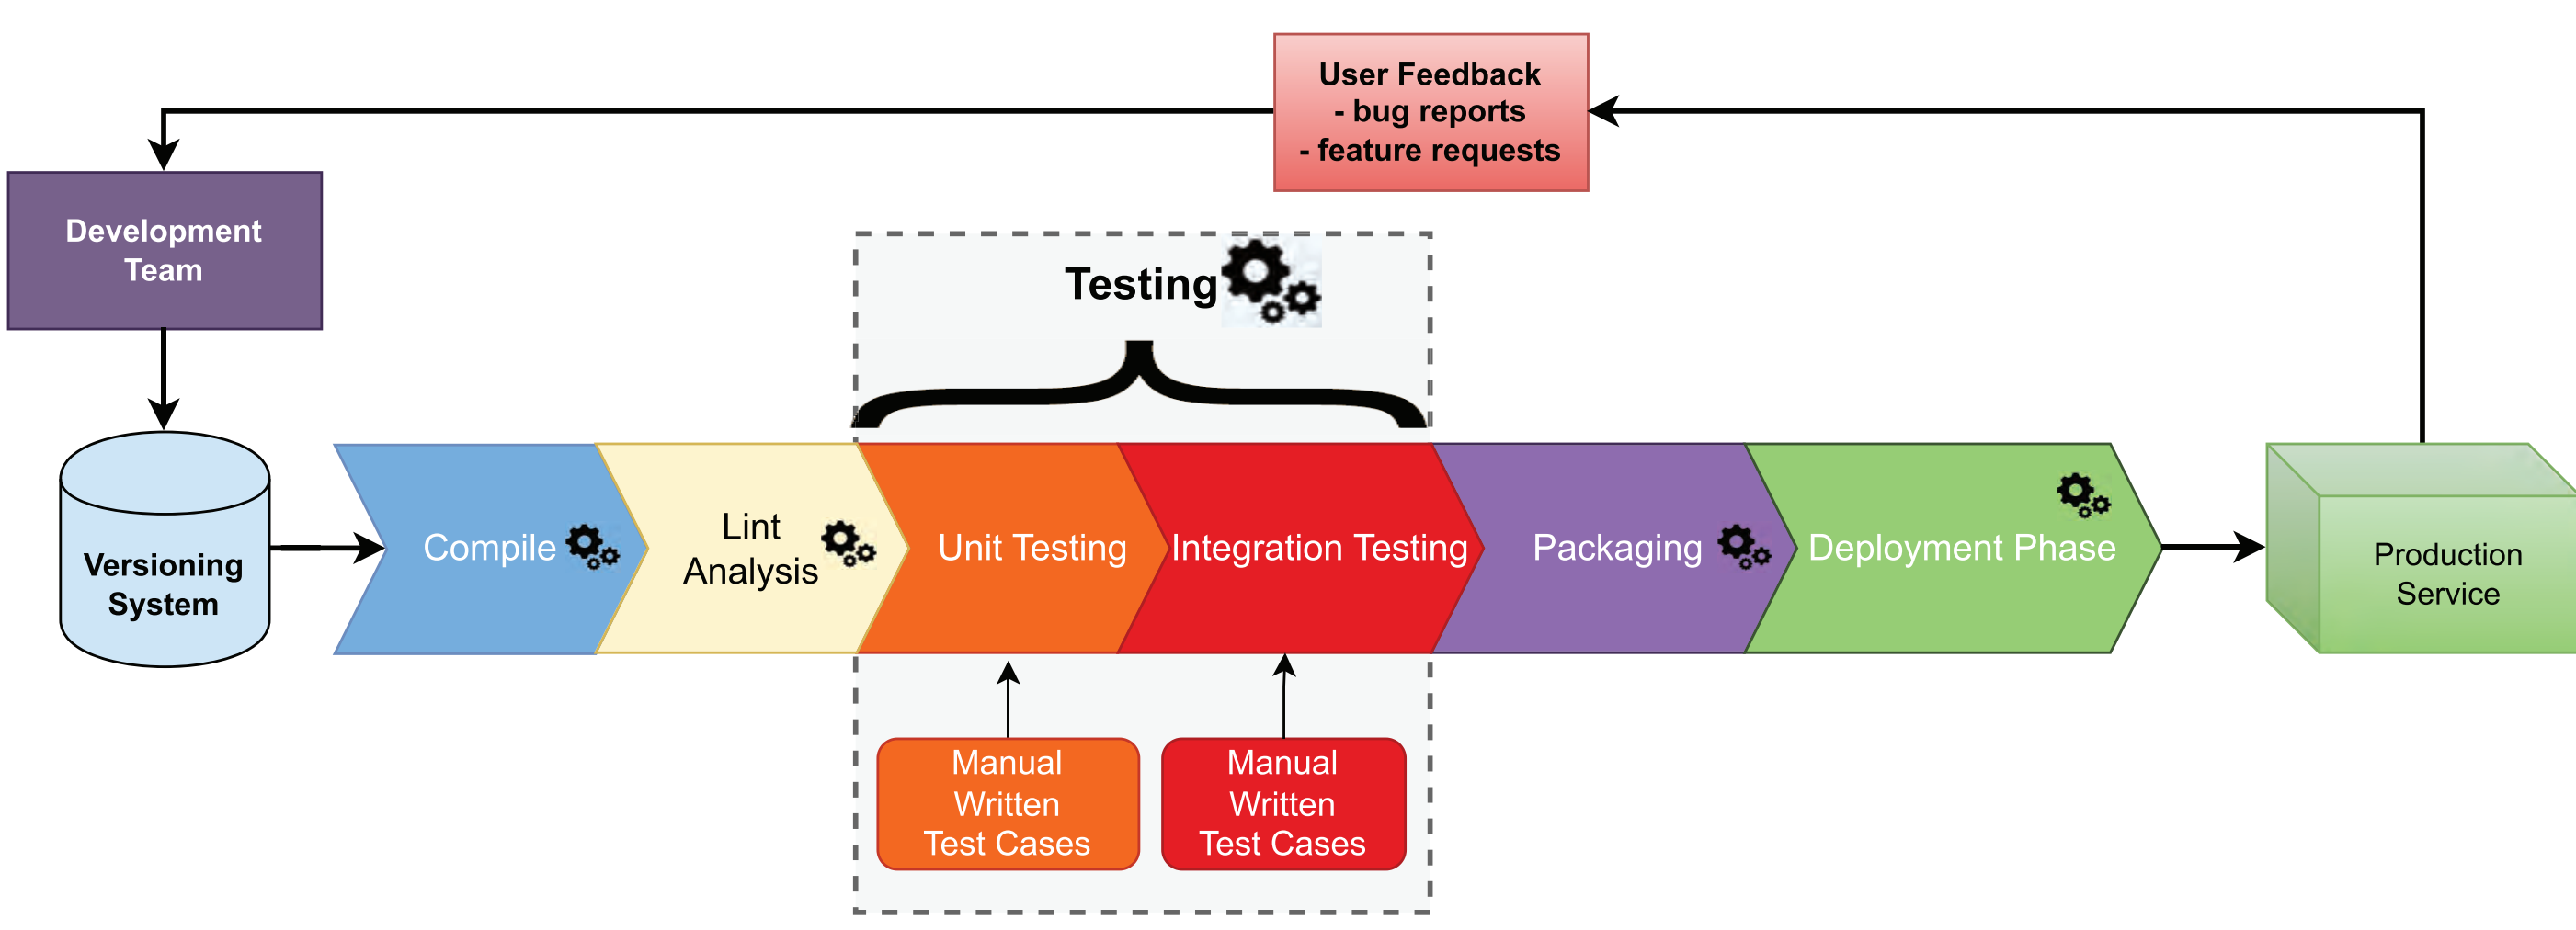 User Feedback
- bug reports
- feature requests
Development
Team
Testing
Versioning
System
Compile
Lint
Analysis
Unit Testing
Integration Testing
Packaging
Deployment Phase
Production
Service
Manual
Written
Test Cases
Manual
Written
Test Cases